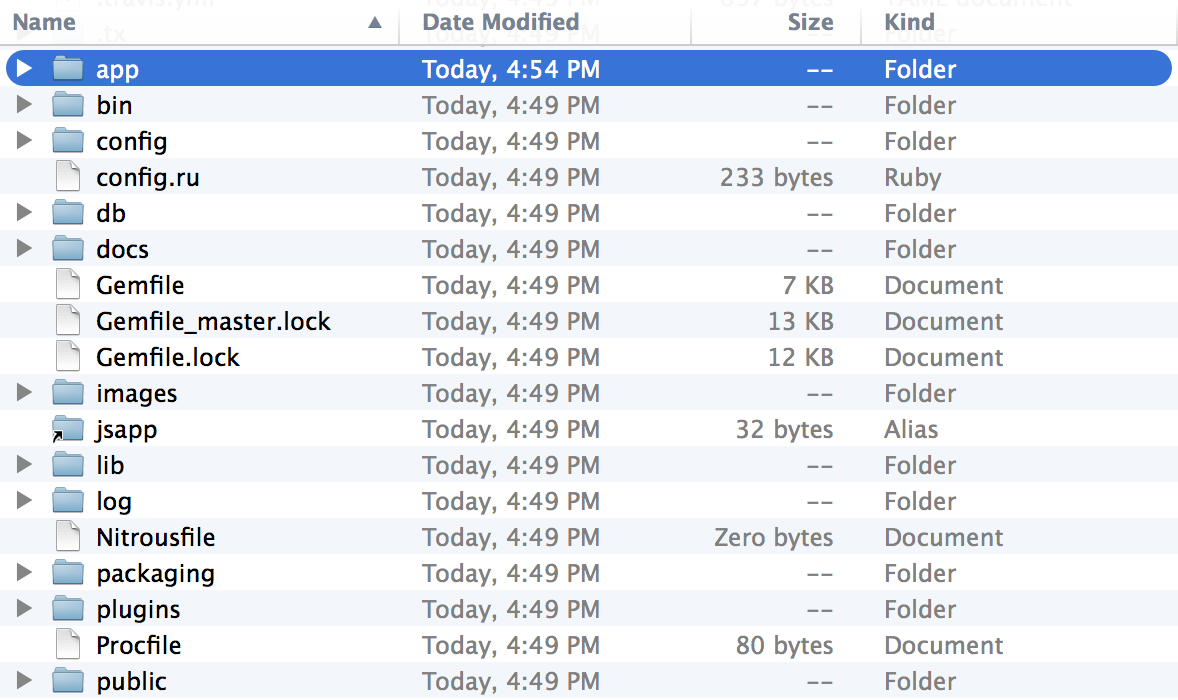 Name Date Modified Size Kind
.tx
app Today, 4:54 PM -- Folder
bin Today, 4:49 PM -- Folder
config Today, 4:49 PM -- Folder
config.ru Today, 4:49 PM 233 bytes Ruby
db Today, 4:49 PM -- Folder
docs Today, 4:49 PM -- Folder
Gemfile Today, 4:49 PM 7 KB Document
Gemfile_master.lock Today, 4:49 PM 13 KB Document
Gemfile.lock Today, 4:49 PM 12 KB Document
images Today, 4:49 PM -- Folder
jsapp Today, 4:49 PM 32 bytes Alias
lib Today, 4:49 PM -- Folder
log Today, 4:49 PM -- Folder
Nitrousfile Today, 4:49 PM Zero bytes Document
packaging Today, 4:49 PM -- Folder
plugins Today, 4:49 PM -- Folder
Procfile Today, 4:49 PM 80 bytes Document
public Today, 4:49 PM -- Folder